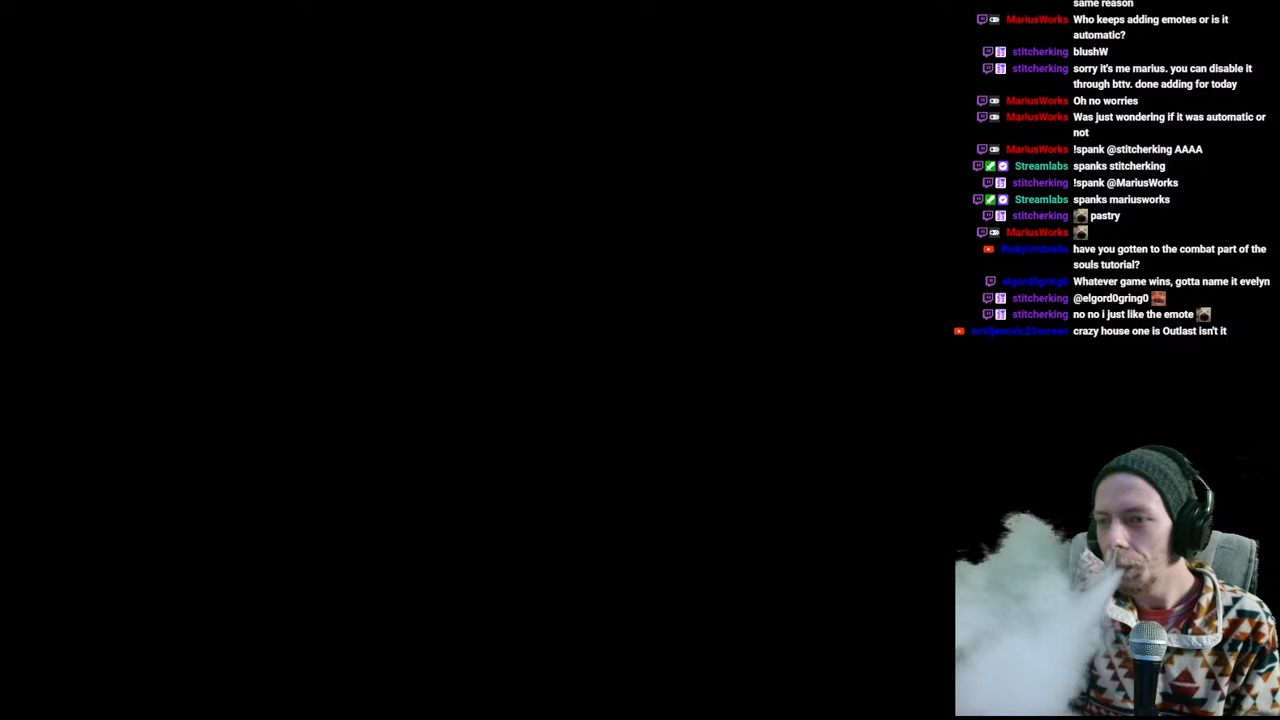 same reason
MariusWorks Who keeps adding emotes or is it
automatic?
stitcherking blushW
stitcherking sorry it's me marius. you can disable it
through bttv. done adding for today
MariusWorks Oh no worries
MariusWorks Was just wondering if it was automatic or
not
MariusWorks !spank @stitcherking AAAA
Streamlabs spanks stitcherking
stitcherking !spank @MariusWorks
Streamlabs spanks mariusworks
stitcherking pastry
MariusWorks
RiskyUmbrella have you gotten to the combat part of the
souls tutorial?
elgord0gring0 Whatever game wins, gotta name it evelyn
stitcherking @elgord0gring0
stitcherking no no i just like the emote
crazy house one is Outlast isn't it